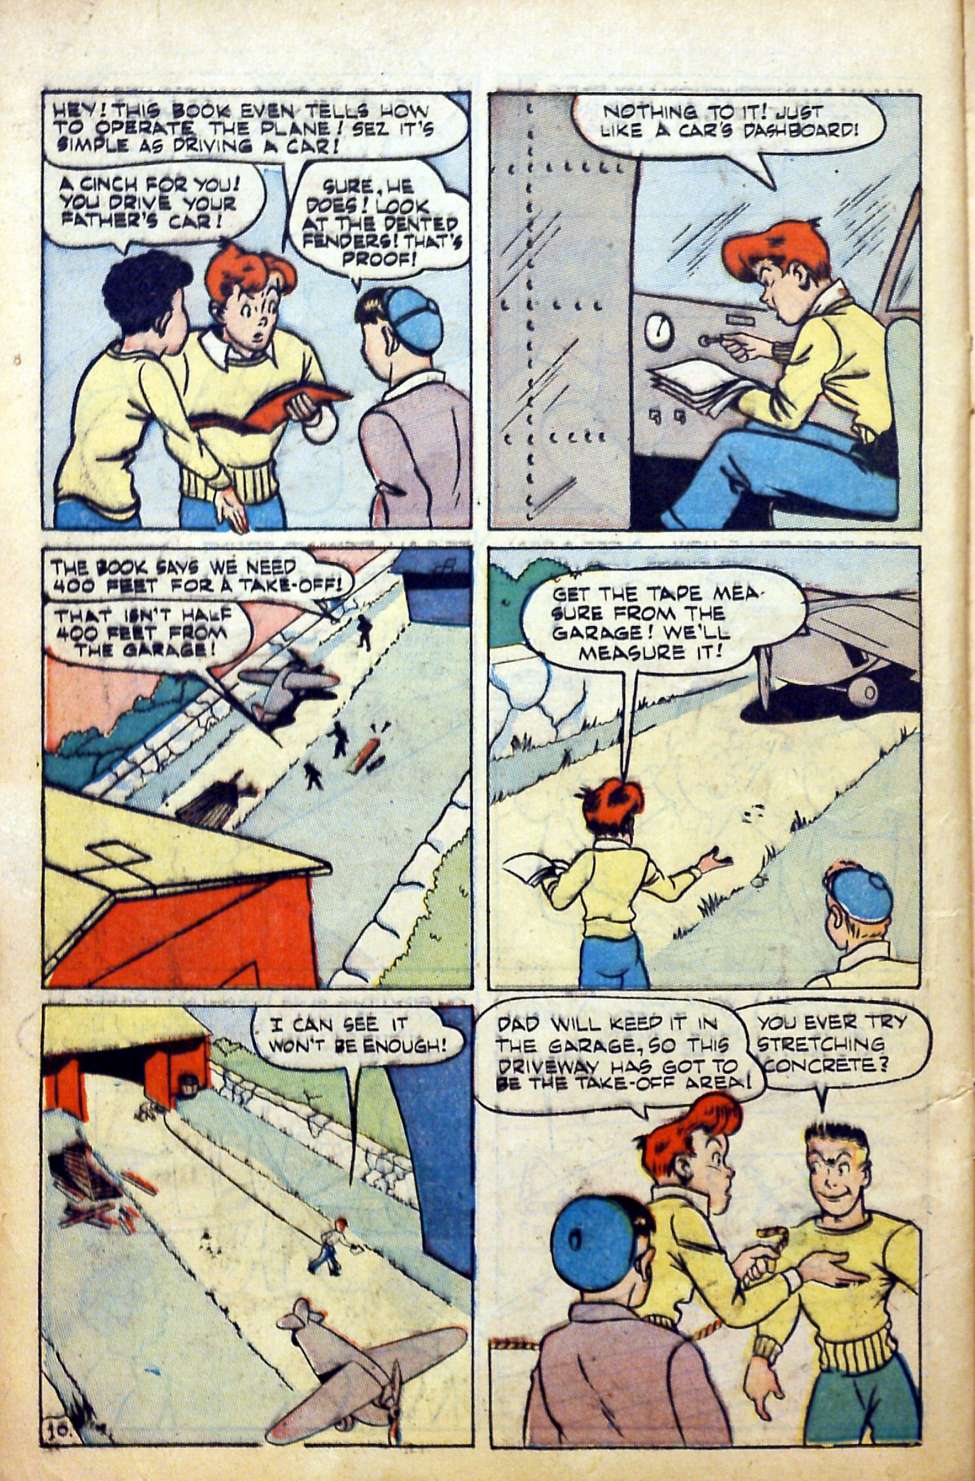 HEY! THIS BOOK EVEN TELLS HOW
TO OPERATE THE PLANE! SEZ IT'S
SIMPLE AS DRIVING A CAR!
A CINCH FOR YOU!
YOU DRIVE YOUR
FATHER'S CAR!
SURE, HE
DOES! LOOK
AT THE DENTED
FENDERS! THAT'S
PROOF!
NOTHING TO IT! JUST
LIKE A CAR'S DASHBOARD!
THE BOOK SAYS WE NEED
400 FEET FOR A TAKE-OFF!
THAT ISN'T HALF
400 FEET FROM
THE GARAGE!
GET THE TAPE MEA-
SURE FROM THE
GARAGE! WE'LL
MEASURE IT!
I CAN SEE IT
WON'T BE ENOUGH!
DAD WILL KEEP IT IN
THE GARAGE, SO THIS
DRIVEWAY HAS GOT TO
BE THE TAKE-OFF AREA!
YOU EVER TRY
STRETCHING
CONCRETE?
10.